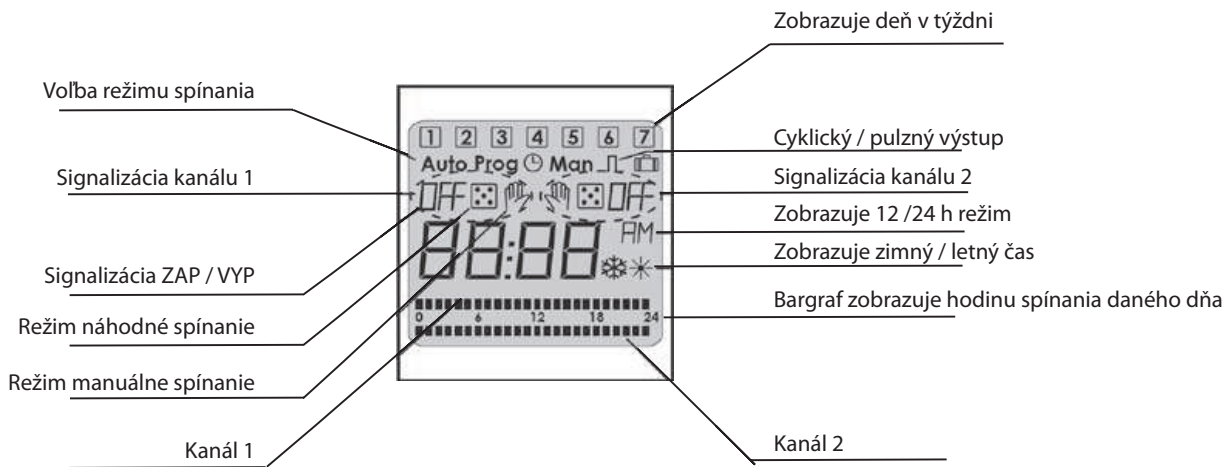 Zobrazuje deň v týždni
Voľba režimu spínania
1 2 3 4 5 6 7
Cyklický / pulzný výstup
Auto Prog Man
Signalizácia kanálu 1
Signalizácia kanálu 2
OFF OFF
Zobrazuje 12 /24 h režim
AM
88:88
Zobrazuje zimný / letný čas
Signalizácia ZAP / VYP
Bargraf zobrazuje hodinu spínania daného dňa
0 6 12 18 24
Režim náhodné spínanie
Režim manuálne spínanie
Kanál 1
Kanál 2